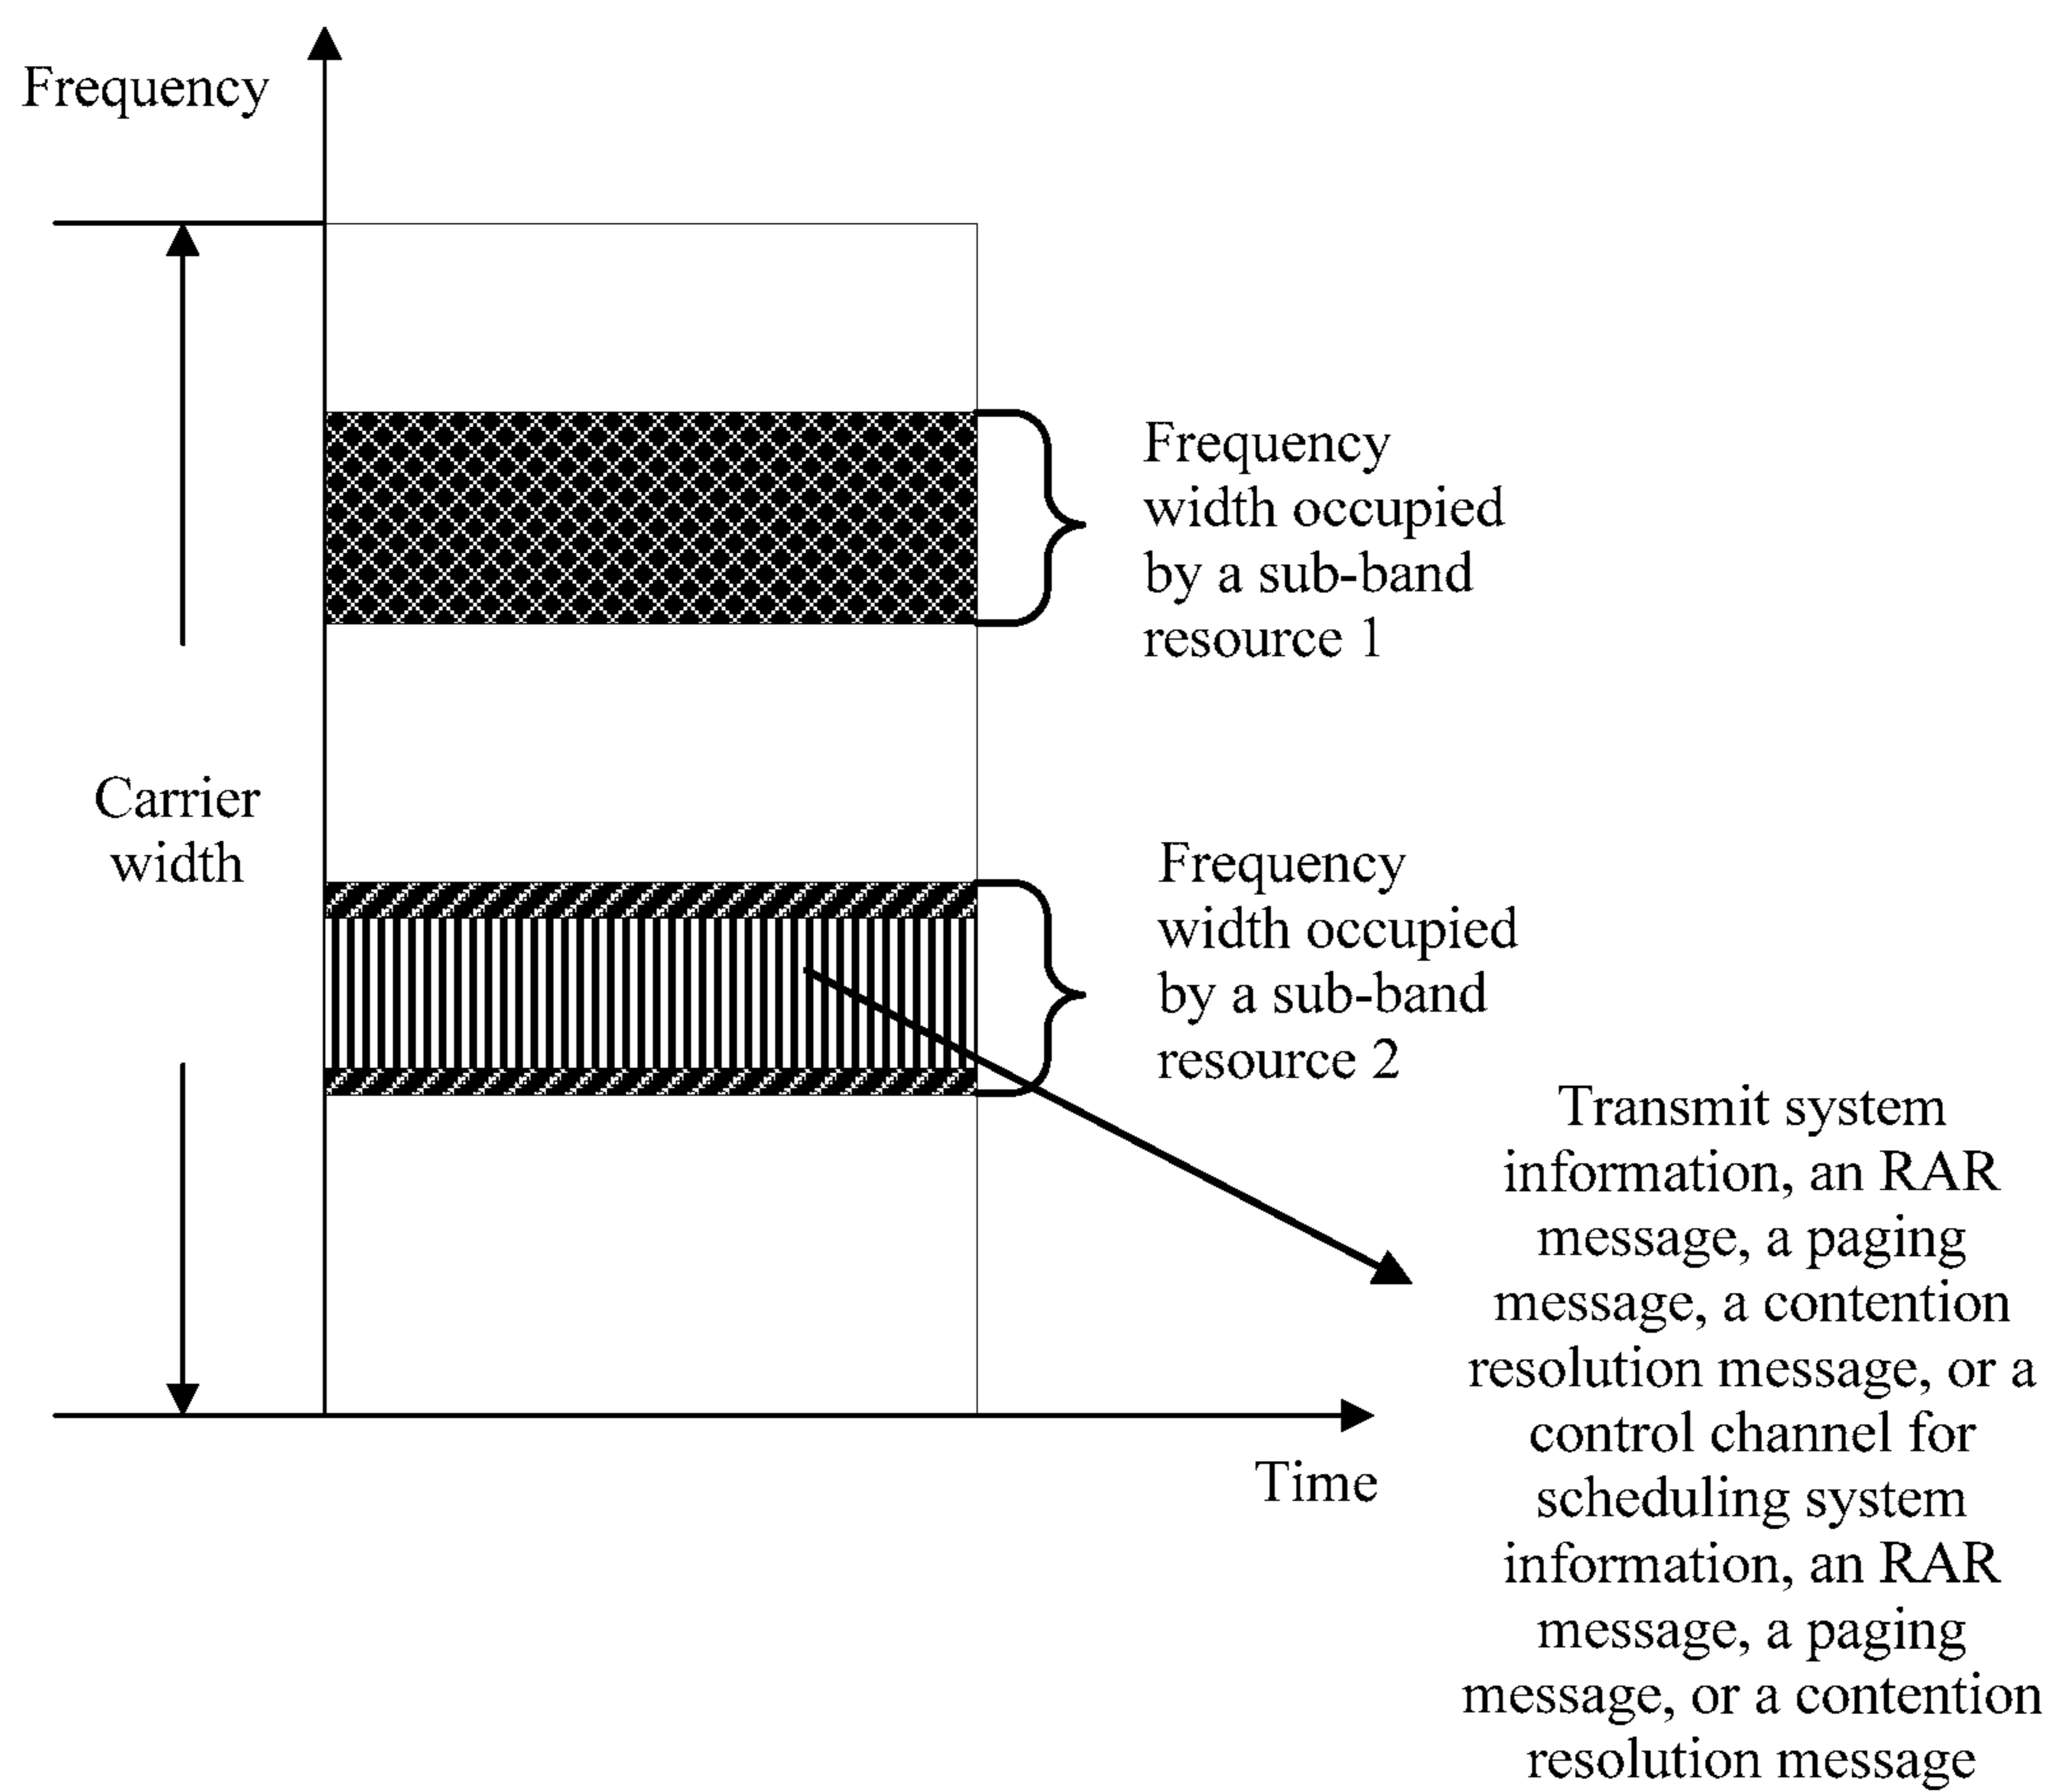 Frequency
Frequency
width occupied
by a sub-band
resource 1
Carrier
width
Frequency
width occupied
by a sub-band
resource 2
Transmit system
information, an RAR
message, a paging
message, a contention
resolution message, or a
control channel for
scheduling system
information, an RAR
message, a paging
message, or a contention
resolution message
Time